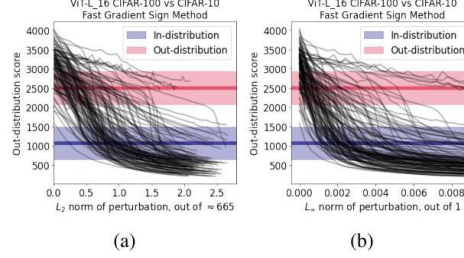 ViT-L_16 CIFAR-100 vs CIFAR-10
Fast Gradient Sign Method
Out-distribution score
4000
3500
3000
2500
2000
1500
1000
500
In-distribution
Out-distribution
0.0 0.5 1.0 1.5 2.0 2.5
L₂ norm of perturbation, out of ≈665
(a)
ViT-L_16 CIFAR-100 vs CIFAR-10
Fast Gradient Sign Method
Out-distribution score
4000
3500
3000
2500
2000
1500
1000
500
In-distribution
Out-distribution
0.000 0.002 0.004 0.006 0.008
L∞ norm of perturbation, out of 1
(b)